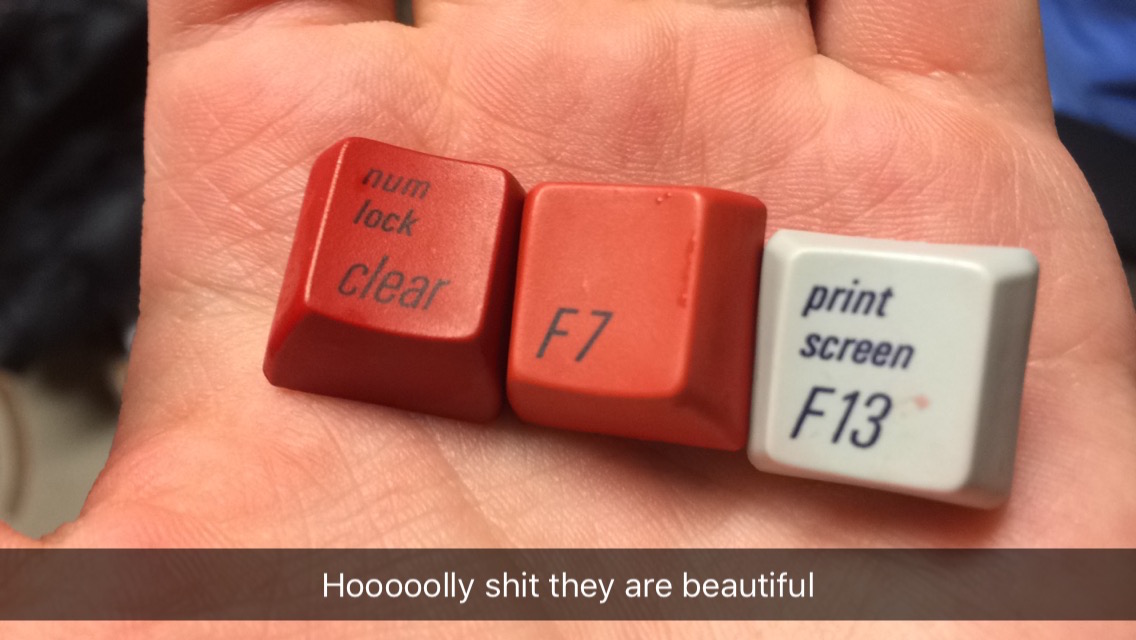 num
lock
clear
F7
print
screen
F13
Hooooolly shit they are beautiful